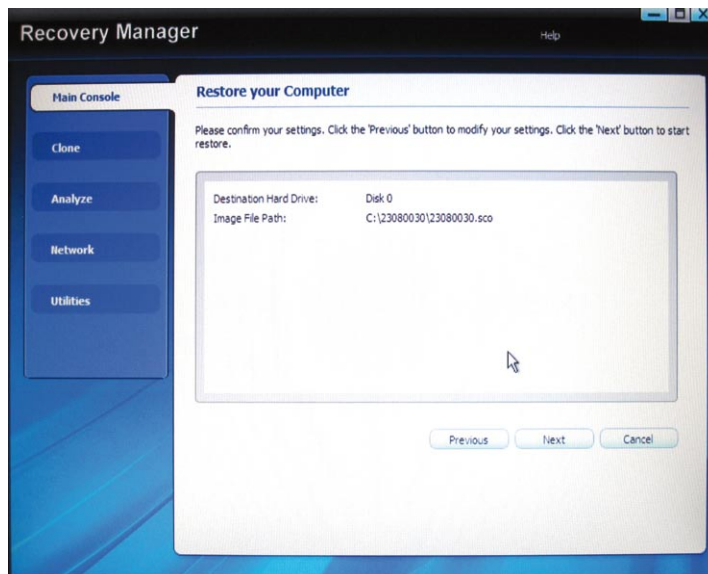 Recovery Manager
Help
Main Console
Clone
Analyze
Network
Utilities
Restore your Computer
Please confirm your settings. Click the 'Previous' button to modify your settings. Click the 'Next' button to start
restore.
Destination Hard Drive: Disk 0
Image File Path: C:\23080030\23080030.sco
Previous Next Cancel